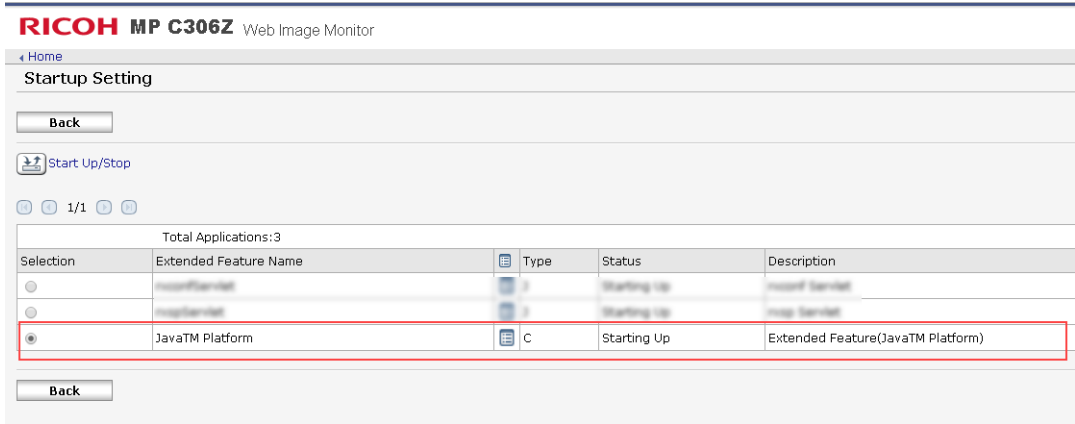 RICOH MP C306Z Web Image Monitor
Home
Startup Setting
Back
Start Up/Stop
1/1
Total Applications:3
Selection Extended Feature Name Type Status Description
JavaTM Platform C Starting Up Extended Feature(JavaTM Platform)
Back